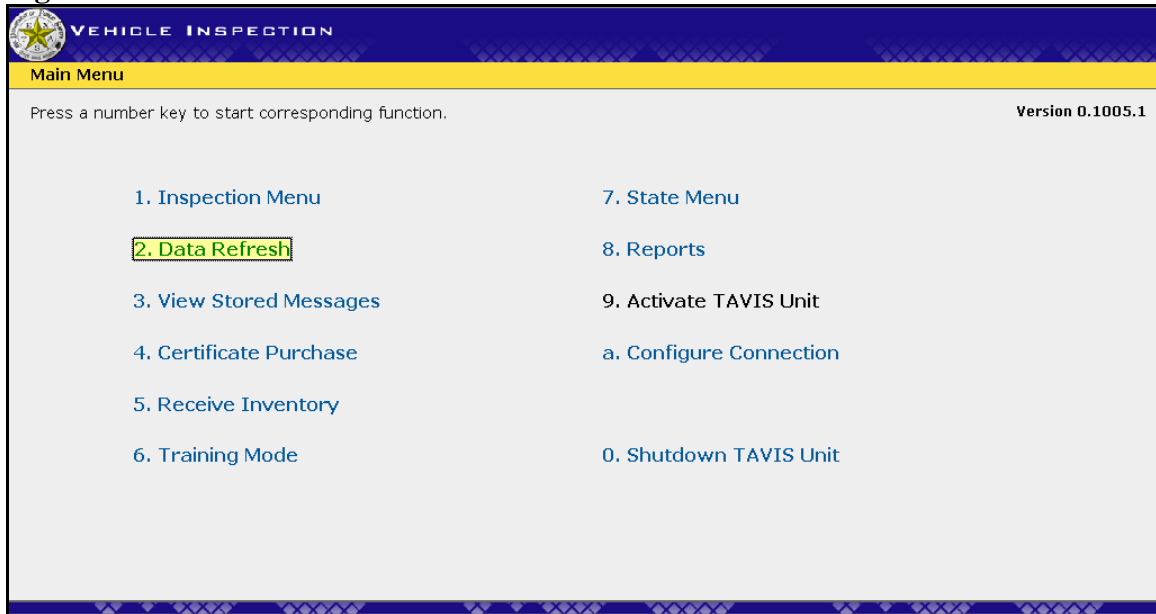 VEHICLE INSPECTION
Main Menu
Press a number key to start corresponding function.
Version 0.1005.1
1. Inspection Menu
2. Data Refresh
3. View Stored Messages
4. Certificate Purchase
5. Receive Inventory
6. Training Mode
7. State Menu
8. Reports
9. Activate TAVIS Unit
a. Configure Connection
0. Shutdown TAVIS Unit